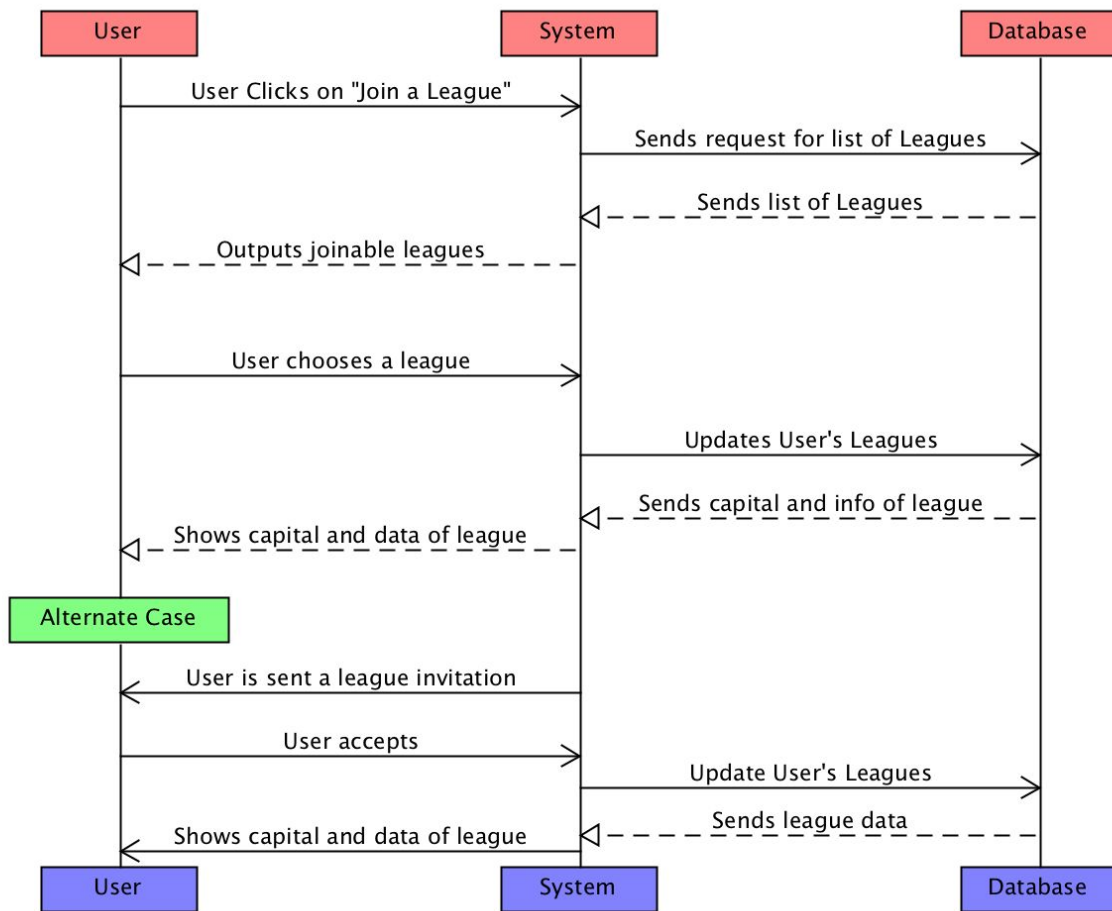 User
System
Database
User Clicks on "Join a League"
Sends request for list of Leagues
Sends list of Leagues
Outputs joinable leagues
User chooses a league
Updates User's Leagues
Sends capital and info of league
Shows capital and data of league
Alternate Case
User is sent a league invitation
User accepts
Update User's Leagues
Sends league data
Shows capital and data of league
User
System
Database